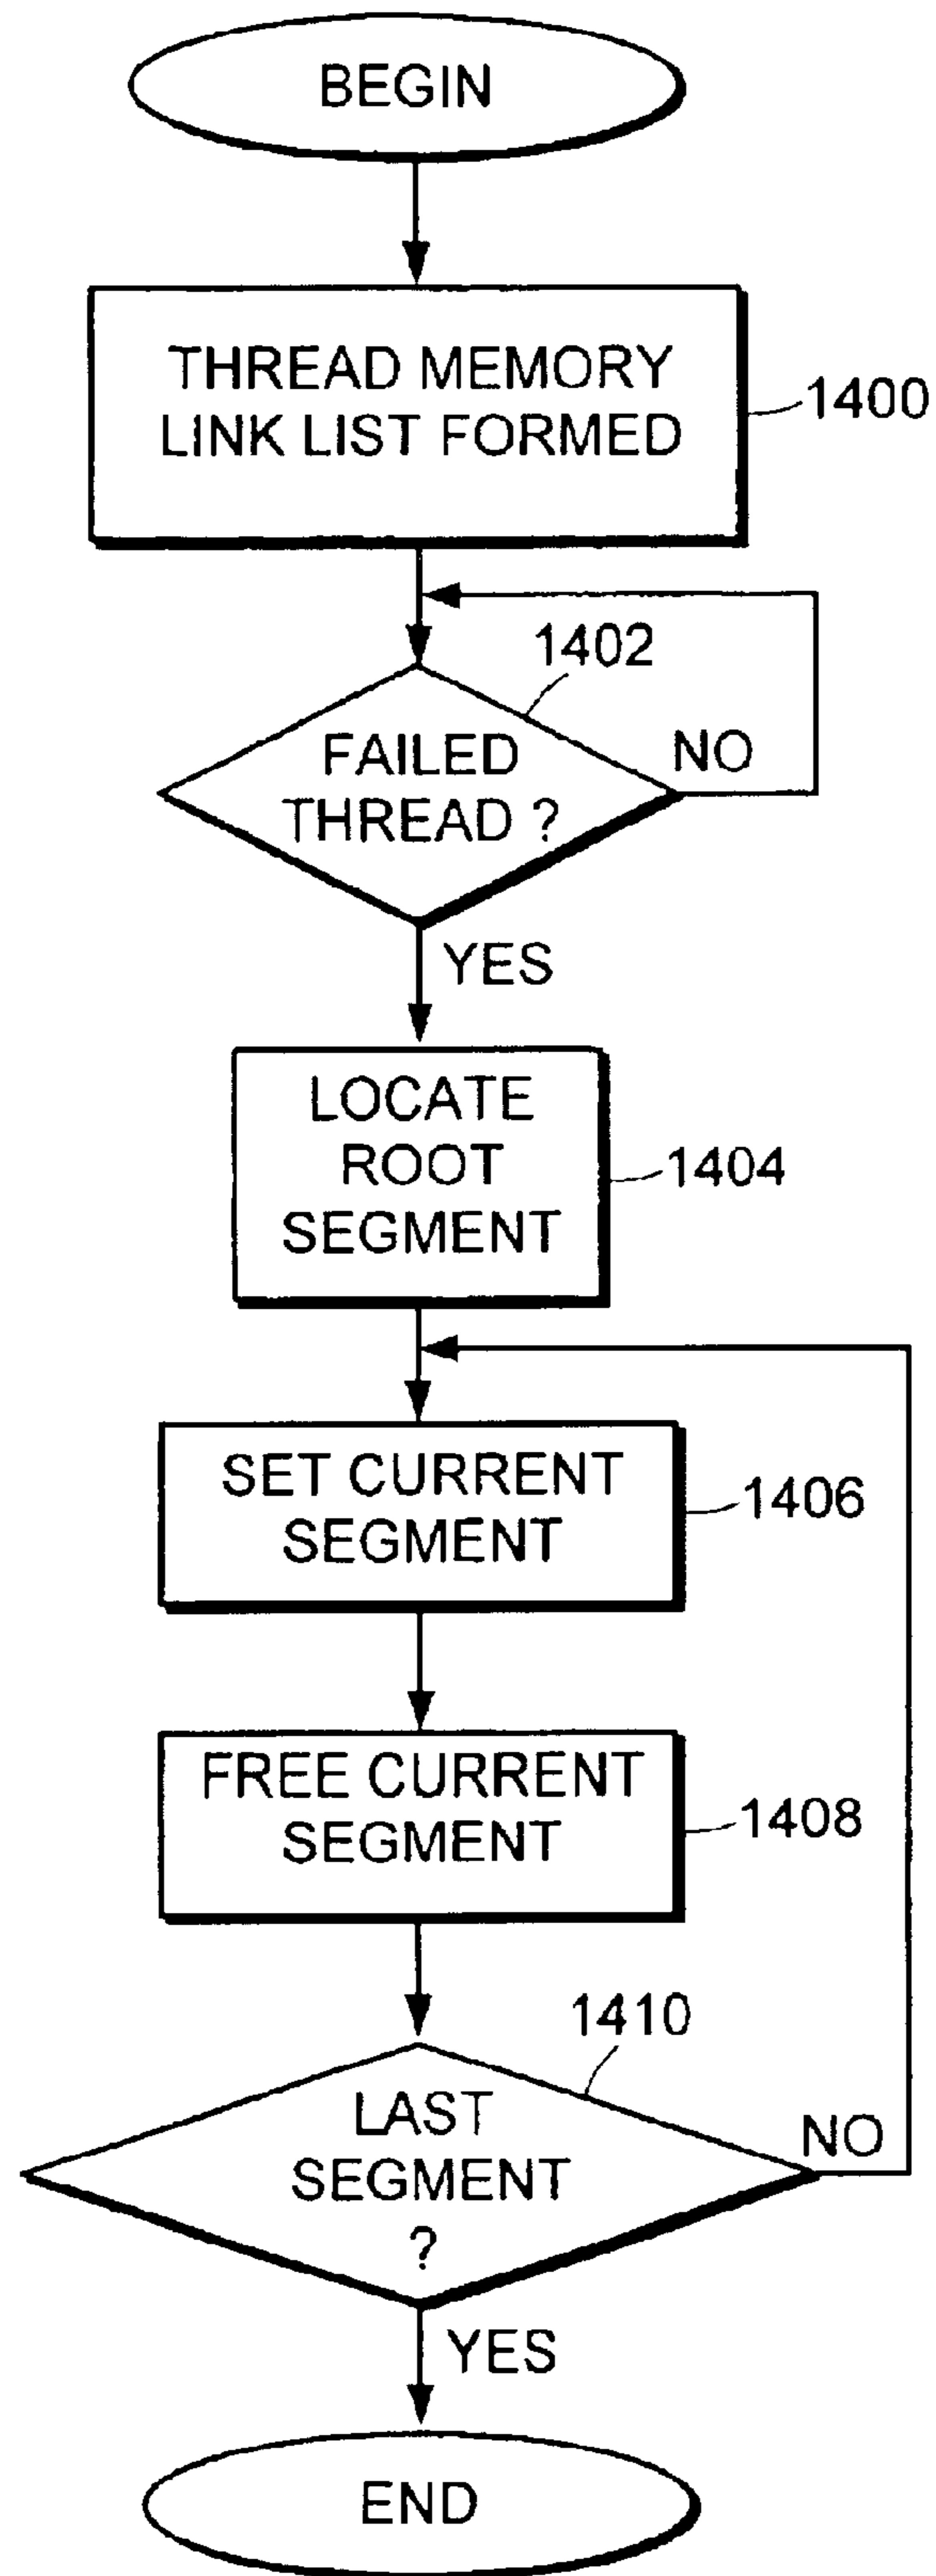 BEGIN
THREAD MEMORY
LINK LIST FORMED
1400
1402
FAILED
THREAD ?
NO
YES
LOCATE
ROOT
SEGMENT
1404
SET CURRENT
SEGMENT
1406
FREE CURRENT
SEGMENT
1408
1410
LAST
SEGMENT
?
NO
YES
END